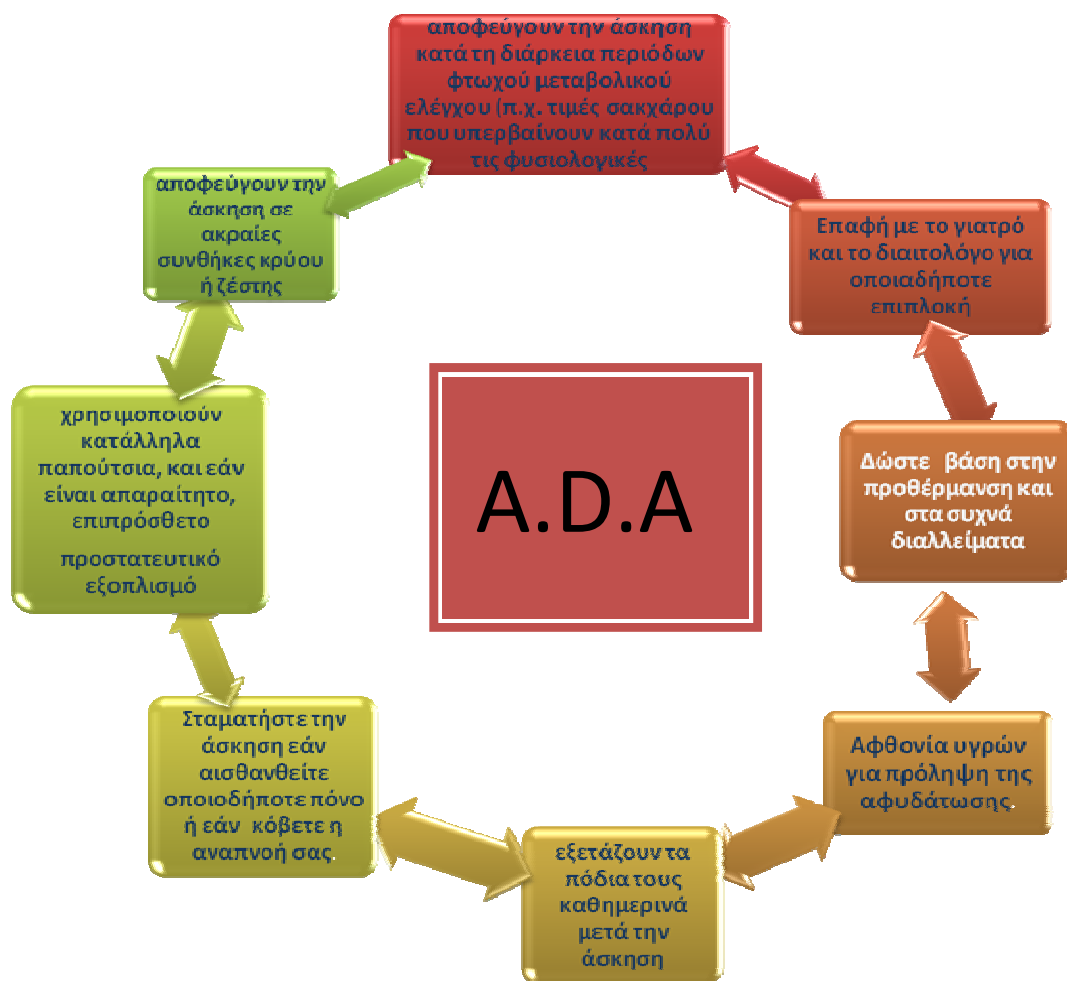 αποφεύγουν την άσκηση
κατά τη διάρκεια περιόδων
φτωχού μεταβολικού
ελέγχου (π.χ. τιμές σακχάρου
που υπερβαίνουν κατά πολύ
τις φυσιολογικές
Επαφή με το γιατρό
και το διαιτολόγο για
οποιαδήποτε
επιπλοκή
Δώστε βάση στην
προθέρμανση και
στα συχνά
διαλλείματα
Αφθονία υγρών
για πρόληψη της
αφυδάτωσης.
εξετάζουν τα
πόδια τους
καθημερινά
μετά την
άσκηση
Σταματήστε την
άσκηση εάν
αισθανθείτε
οποιοδήποτε πόνο
ή εάν κόβετε η
αναπνοή σας.
χρησιμοποιούν
κατάλληλα
παπούτσια, και εάν
είναι απαραίτητο,
επιπρόσθετο
προστατευτικό
εξοπλισμό
αποφεύγουν την
άσκηση σε
ακραίες
συνθήκες κρύου
ή ζέστης
A.D.A